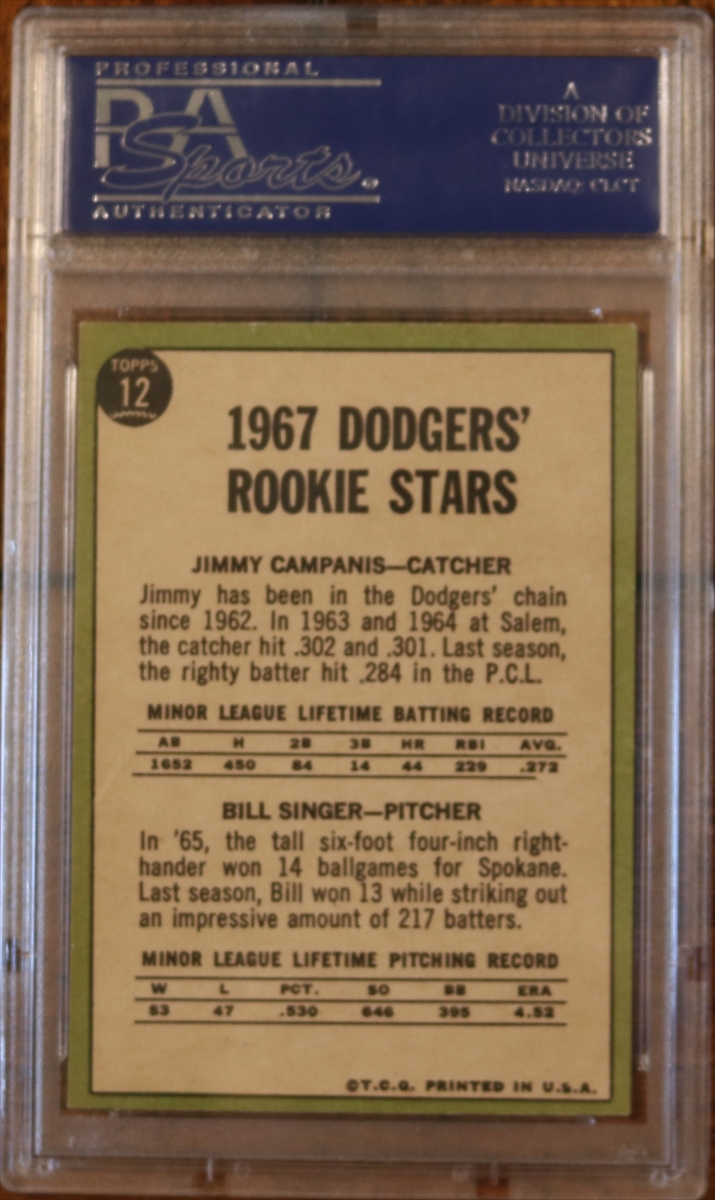 PROFESSIONAL
PSA
Sports
AUTHENTICATOR
A
DIVISION OF
COLLECTORS
UNIVERSE
NASDAQ: CLCT
TOPPS
12
1967 DODGERS'
ROOKIE STARS
JIMMY CAMPANIS—CATCHER
Jimmy has been in the Dodgers' chain
since 1962. In 1963 and 1964 at Salem,
the catcher hit .302 and .301. Last season,
the righty batter hit .284 in the P.C.L.
MINOR LEAGUE LIFETIME BATTING RECORD
AB H 2B 3B HR RBI AVG.
1652 450 84 14 44 229 .272
BILL SINGER—PITCHER
In '65, the tall six-foot four-inch right-
hander won 14 ballgames for Spokane.
Last season, Bill won 13 while striking out
an impressive amount of 217 batters.
MINOR LEAGUE LIFETIME PITCHING RECORD
W L PCT. SO BB ERA
53 47 .530 646 395 4.52
©T.C.G. PRINTED IN U.S.A.